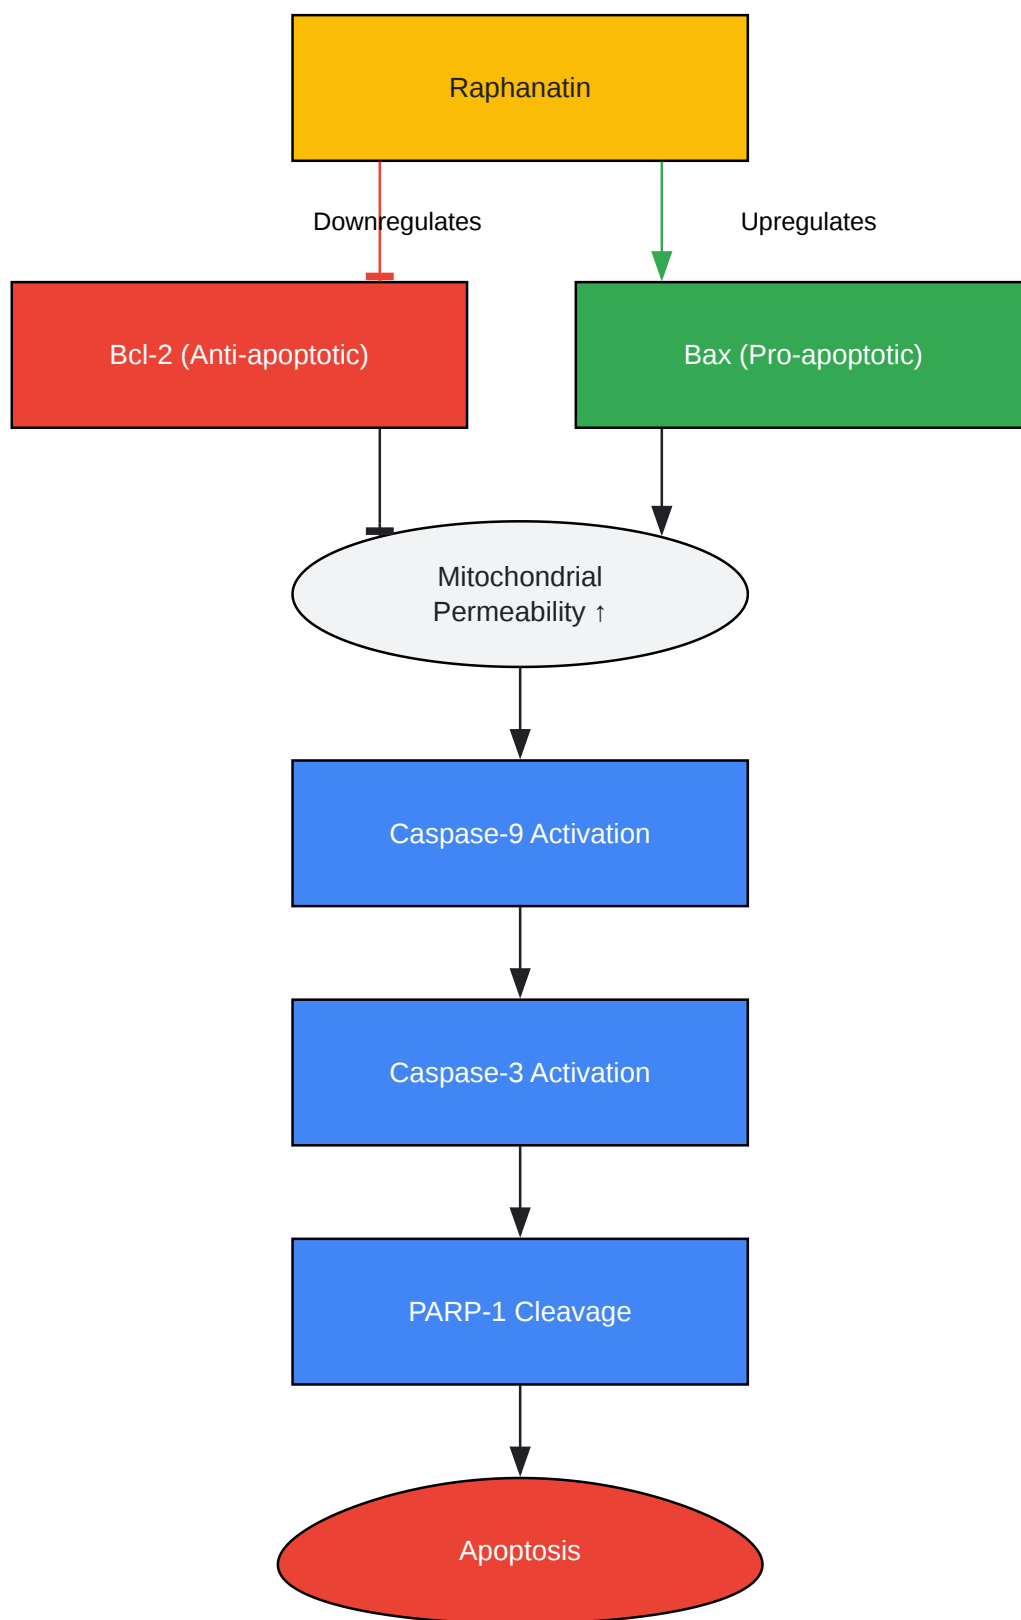 Raphanatin
Downregulates
Upregulates
Bcl-2 (Anti-apoptotic)
Bax (Pro-apoptotic)
Mitochondrial
Permeability ↑
Caspase-9 Activation
Caspase-3 Activation
PARP-1 Cleavage
Apoptosis